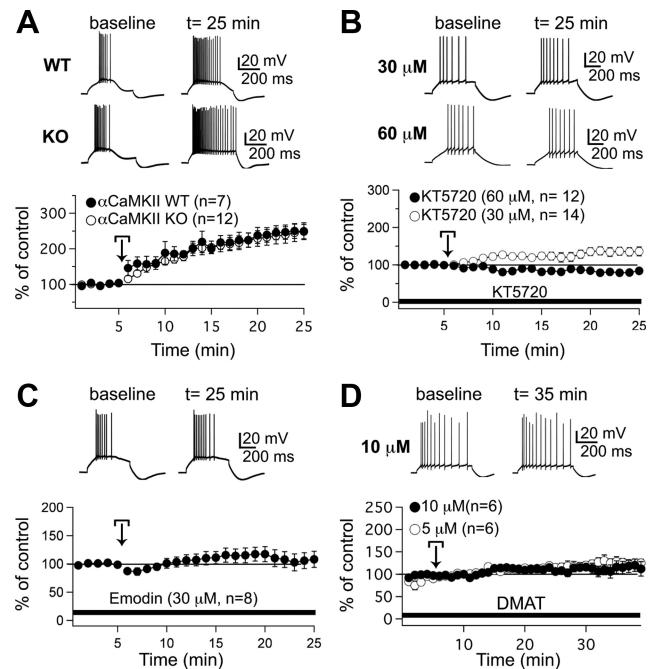 A
baseline
t= 25 min
WT
20 mV
200 ms
KO
20 mV
200 ms
αCaMKII WT (n=7)
αCaMKII KO (n=12)
% of control
300
200
100
5
10
15
20
25
Time (min)
B
baseline
t= 25 min
30 μM
20 mV
200 ms
60 μM
20 mV
200 ms
KT5720 (60 μM, n= 12)
KT5720 (30 μM, n= 14)
% of control
300
200
100
0
KT5720
5
10
15
20
25
Time (min)
C
baseline
t= 25 min
20 mV
200 ms
% of control
200
150
100
50
0
Emodin (30 μM, n=8)
5
10
15
20
25
Time (min)
D
baseline
t= 35 min
10 μM
20 mV
200 ms
10 μM(n=6)
5 μM (n=6)
% of control
250
200
150
100
50
0
DMAT
10
20
30
Time (min)